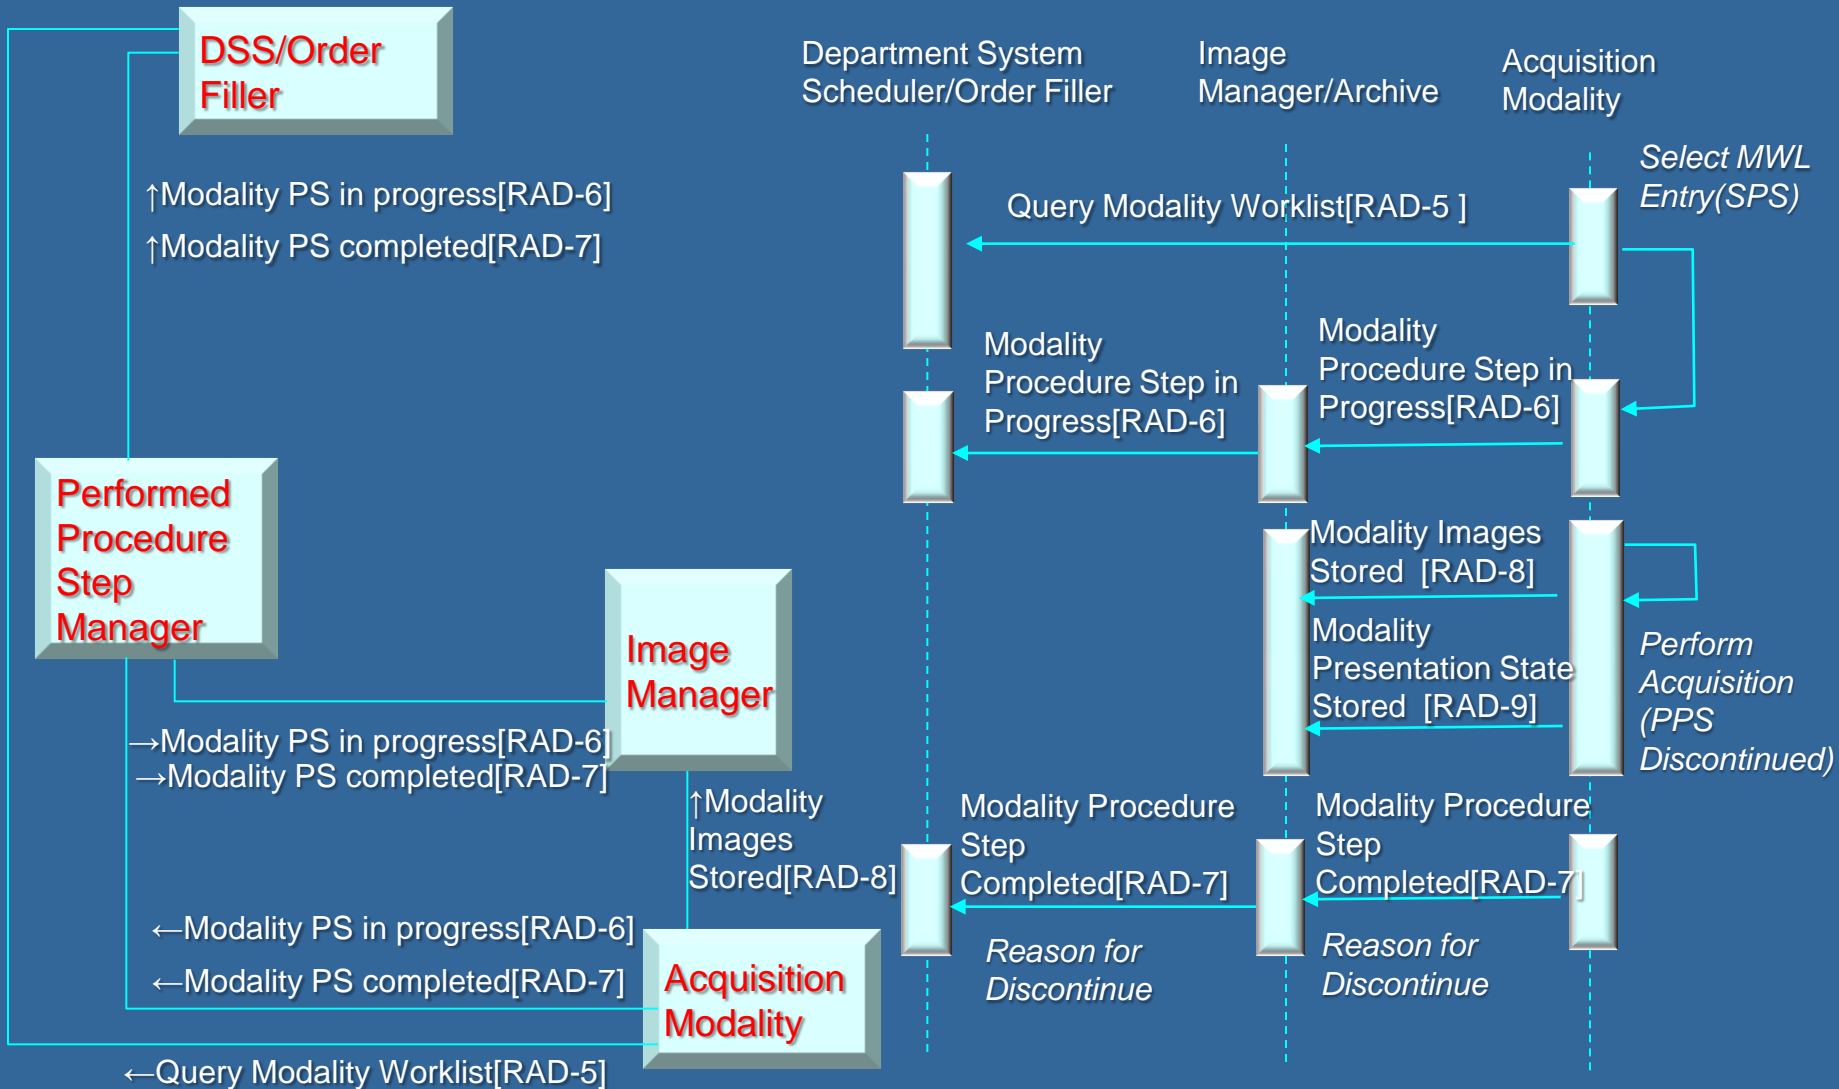 DSS/Order
Filler
↑Modality PS in progress[RAD-6]
↑Modality PS completed[RAD-7]
Performed
Procedure
Step
Manager
Image
Manager
→Modality PS in progress[RAD-6]
→Modality PS completed[RAD-7]
↑Modality
Images
Stored[RAD-8]
←Modality PS in progress[RAD-6]
←Modality PS completed[RAD-7]
Acquisition
Modality
←Query Modality Worklist[RAD-5]
Department System
Scheduler/Order Filler
Image
Manager/Archive
Acquisition
Modality
Select MWL
Entry(SPS)
Query Modality Worklist[RAD-5 ]
Modality
Procedure Step in
Progress[RAD-6]
Modality
Procedure Step in
Progress[RAD-6]
Modality Images
Stored [RAD-8]
Modality
Presentation State
Stored [RAD-9]
Perform
Acquisition
(PPS
Discontinued)
Modality Procedure
Step
Completed[RAD-7]
Modality Procedure
Step
Completed[RAD-7]
Reason for
Discontinue
Reason for
Discontinue